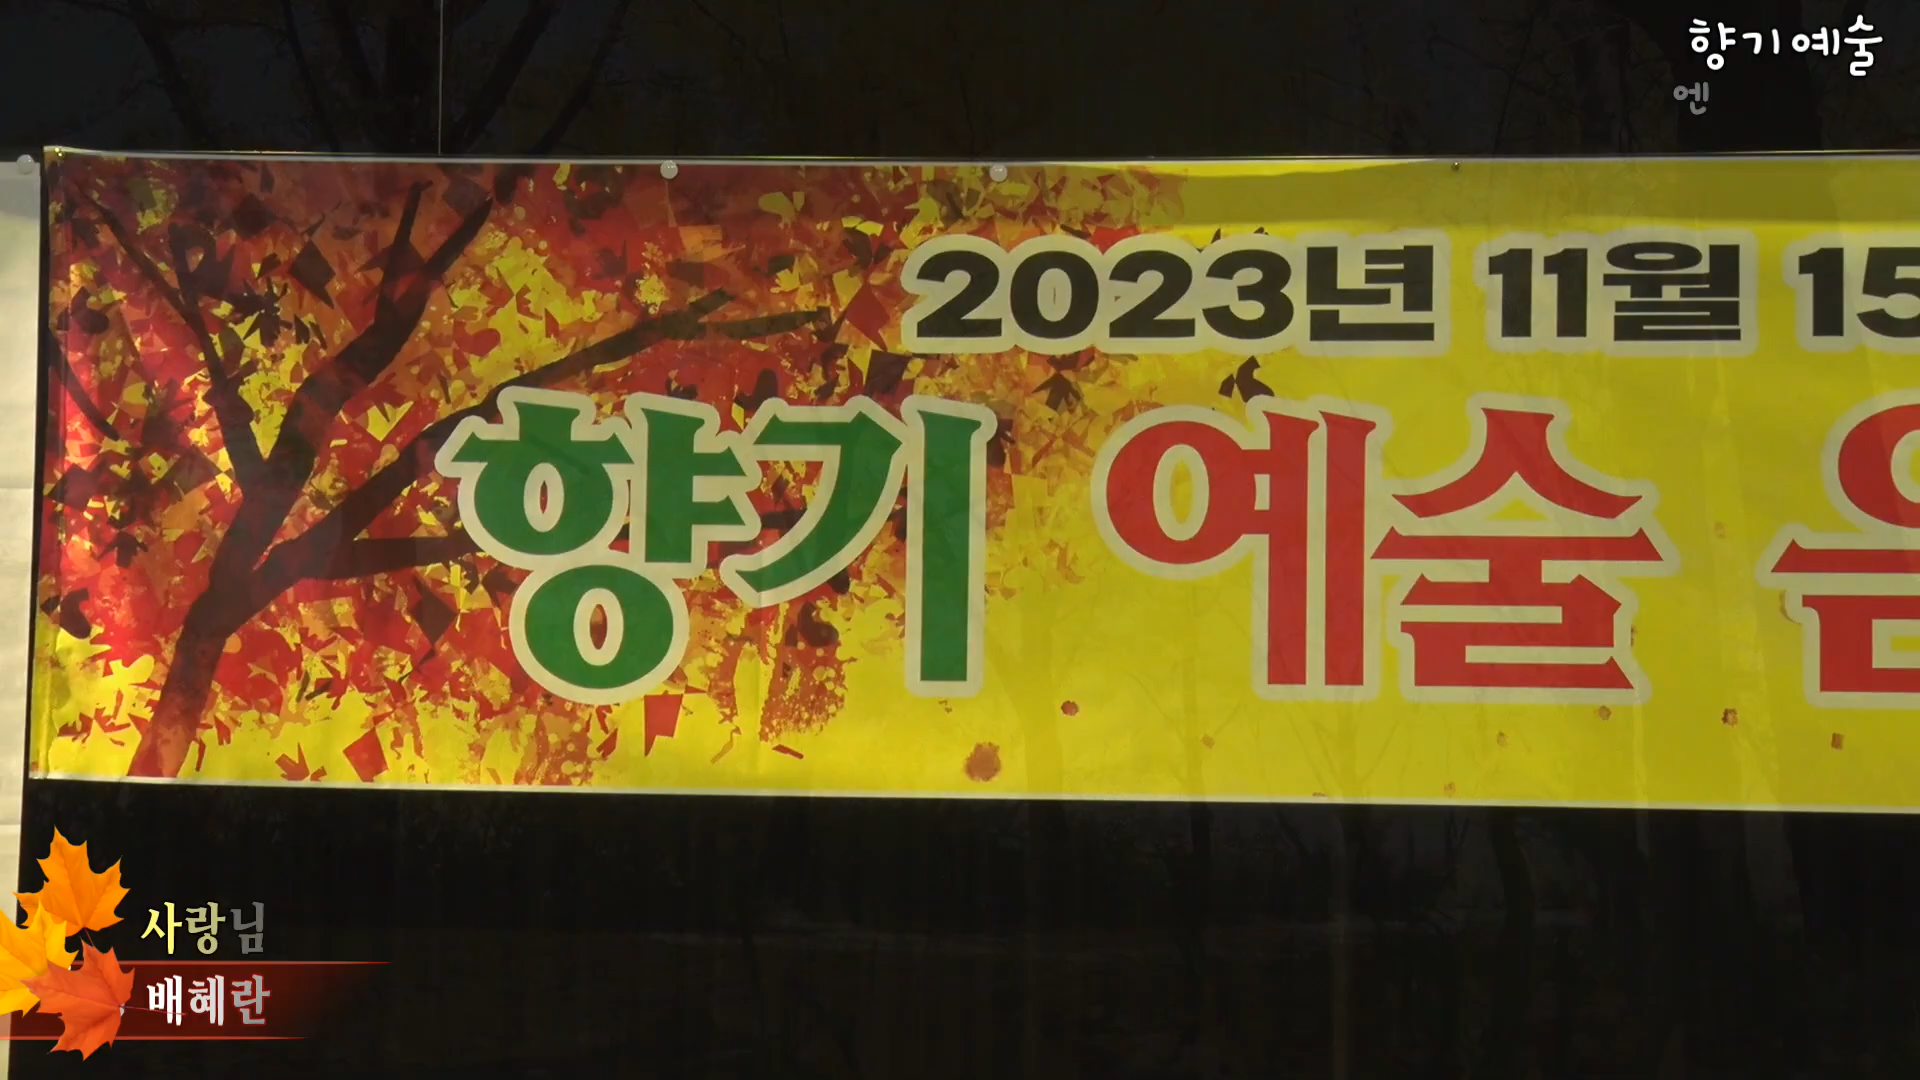 향기예술
엔
2023년 11월 15
향기 예술 음
사랑님
배혜란